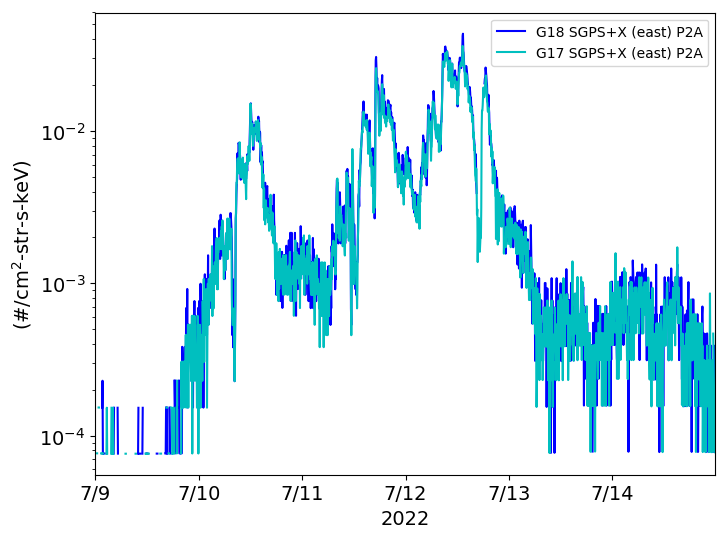 G18 SGPS+X (east) P2A
G17 SGPS+X (east) P2A
(#/cm²-str-s-keV)
10⁻²
10⁻³
10⁻⁴
7/9 7/10 7/11 7/12 7/13 7/14
2022